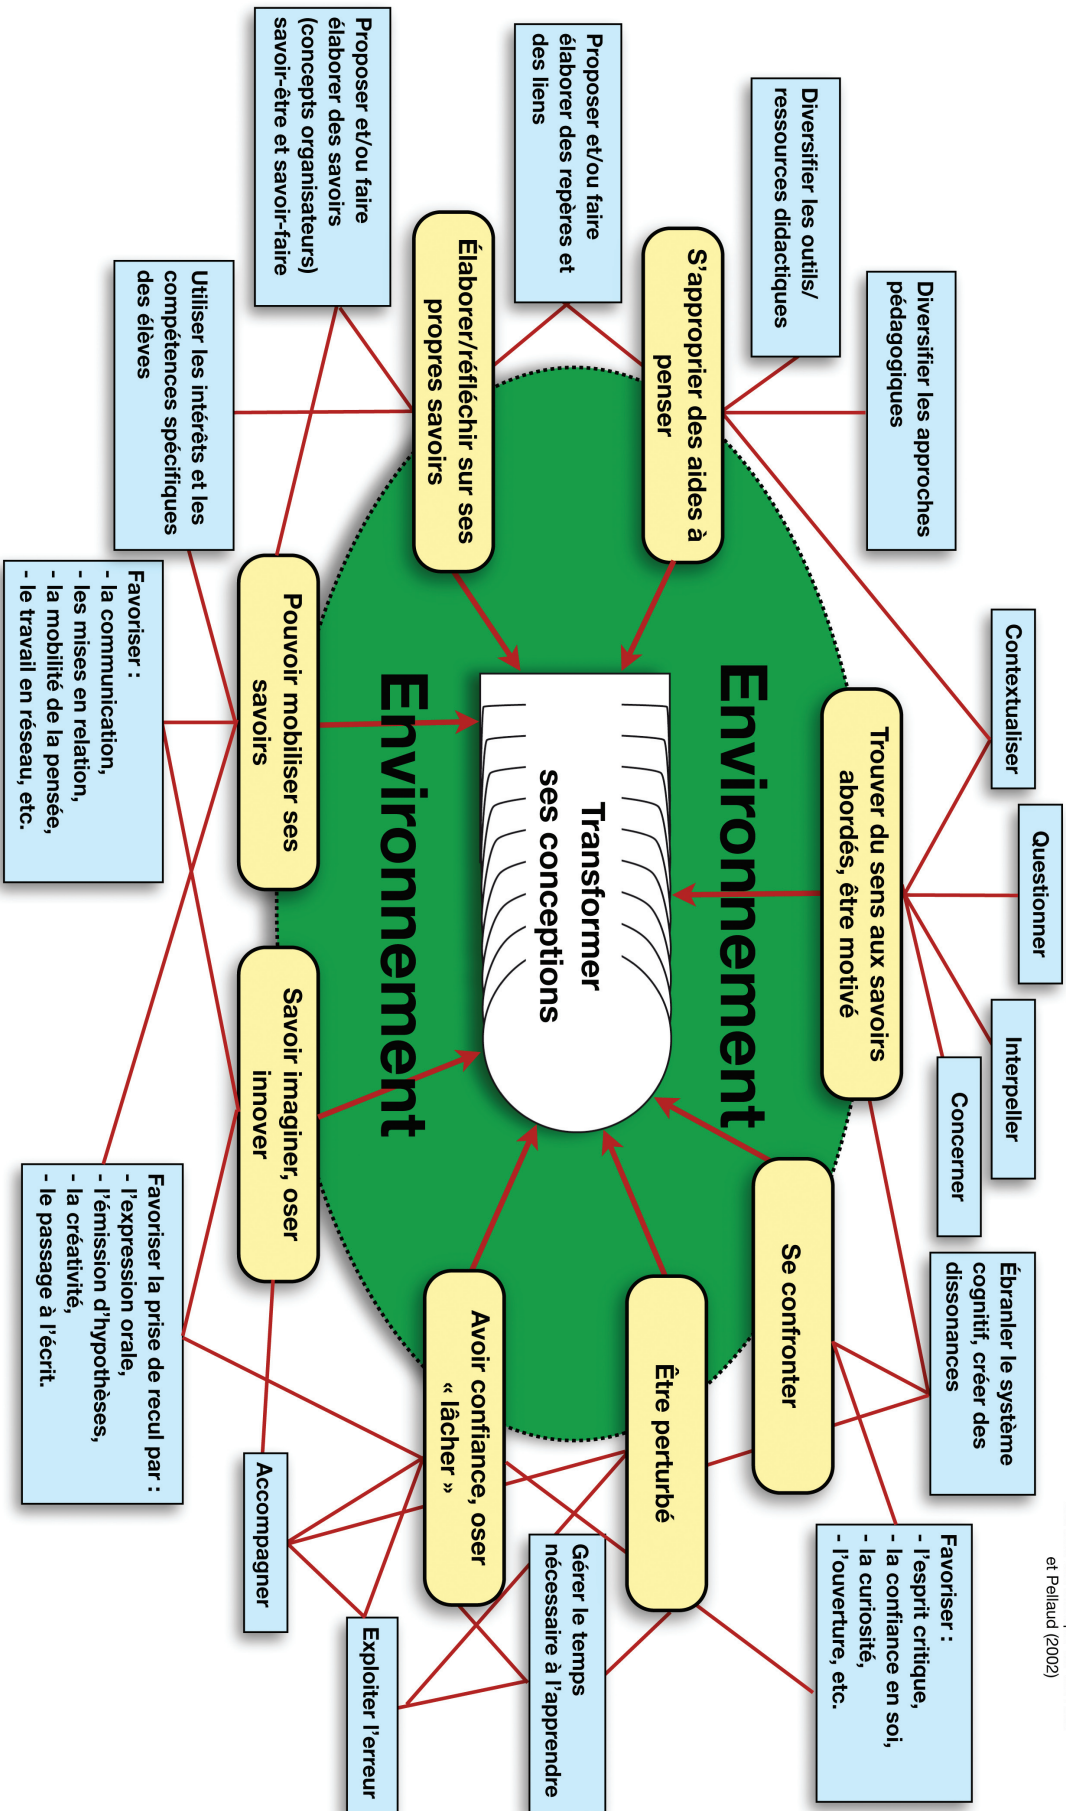 et Pellaud (2002)
Questionner
Contextualiser
Interpeller
Concerner
Ébranler le système
cognitif, créer des
dissonances
Diversifier les approches
pédagogiques
Favoriser :
- l'esprit critique,
- la confiance en soi,
- la curiosité,
- l'ouverture, etc.
Diversifier les outils/
ressources didactiques
Trouver du sens aux savoirs
abordés, être motivé
Se confronter
S'approprier des aides à
penser
Environnement
Être perturbé
Proposer et/ou faire
élaborer des repères et
des liens
Transformer
ses conceptions
Gérer le temps
nécessaire à l'apprendre
Élaborer/réfléchir sur ses
propres savoirs
Avoir confiance, oser
« lâcher »
Environnement
Proposer et/ou faire
élaborer des savoirs
(concepts organisateurs)
savoir-être et savoir-faire
Exploiter l'erreur
Pouvoir mobiliser ses
savoirs
Savoir imaginer, oser
innover
Accompagner
Utiliser les intérêts et les
compétences spécifiques
des élèves
Favoriser :
- la communication,
- les mises en relation,
- la mobilité de la pensée,
- le travail en réseau, etc.
Favoriser la prise de recul par :
- l'expression orale,
- l'émission d'hypothèses,
- la créativité,
- le passage à l'écrit.